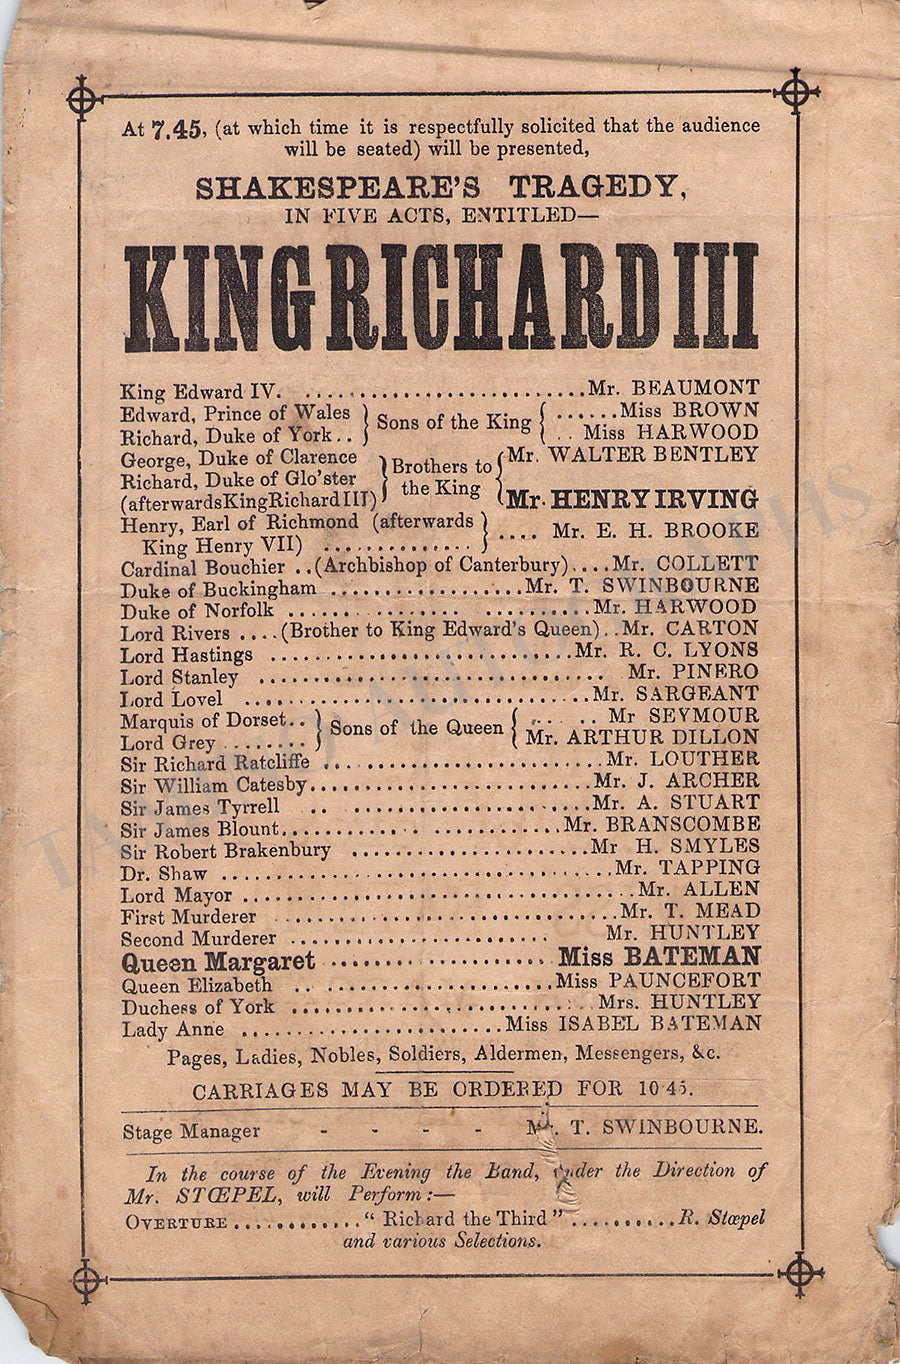 At 7.45, (at which time it is respectfully solicited that the audience
will be seated) will be presented,
SHAKESPEARE'S TRAGEDY,
IN FIVE ACTS, ENTITLED—
KING RICHARD III
King Edward IV. ..............................Mr. BEAUMONT
Edward, Prince of Wales } Sons of the King { ......Miss BROWN
Richard, Duke of York.. } { .. Miss HARWOOD
George, Duke of Clarence } Brothers to the King { Mr. WALTER BENTLEY
Richard, Duke of Glo'ster
(afterwardsKingRichardIII) } { Mr. HENRY IRVING
Henry, Earl of Richmond (afterwards
King Henry VII) .............. } .... Mr. E. H. BROOKE
Cardinal Bouchier ..(Archbishop of Canterbury)....Mr. COLLETT
Duke of Buckingham ..................Mr. T. SWINBOURNE
Duke of Norfolk ............ ..........Mr. HARWOOD
Lord Rivers ....(Brother to King Edward's Queen)..Mr. CARTON
Lord Hastings ............................Mr. R. C. LYONS
Lord Stanley ................................ Mr. PINERO
Lord Lovel ................................Mr. SARGEANT
Marquis of Dorset.. } Sons of the Queen { .. .. Mr SEYMOUR
Lord Grey ........ } { Mr. ARTHUR DILLON
Sir Richard Ratcliffe ..........................Mr. LOUTHER
Sir William Catesby..........................Mr. J. ARCHER
Sir James Tyrrell .. ......................Mr. A. STUART
Sir James Blount..........................Mr. BRANSCOMBE
Sir Robert Brakenbury ......................Mr H. SMYLES
Dr. Shaw ....................................Mr. TAPPING
Lord Mayor ....................................Mr. ALLEN
First Murderer ................................Mr. T. MEAD
Second Murderer ........................ Mr. HUNTLEY
Queen Margaret ...................... Miss BATEMAN
Queen Elizabeth .. ......................Miss PAUNCEFORT
Duchess of York .......................... Mrs. HUNTLEY
Lady Anne ........................Miss ISABEL BATEMAN
Pages, Ladies, Nobles, Soldiers, Aldermen, Messengers, &c.
CARRIAGES MAY BE ORDERED FOR 10 45.
Stage Manager - - - - Mr. T. SWINBOURNE.
In the course of the Evening the Band, under the Direction of
Mr. STŒPEL, will Perform:—
OVERTURE............"Richard the Third"..........R. Stœpel
and various Selections.